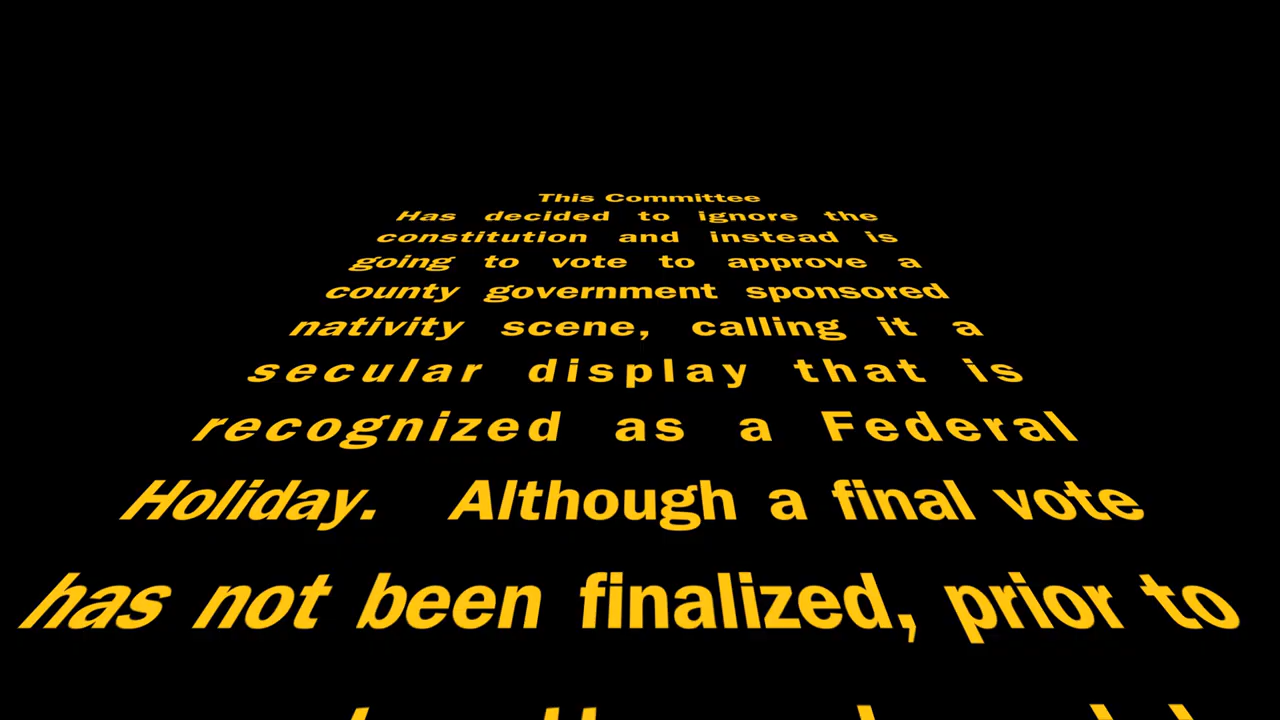 This Committee
Has decided to ignore the
constitution and instead is
going to vote to approve a
county government sponsored
nativity scene, calling it a
secular display that is
recognized as a Federal
Holiday. Although a final vote
has not been finalized, prior to